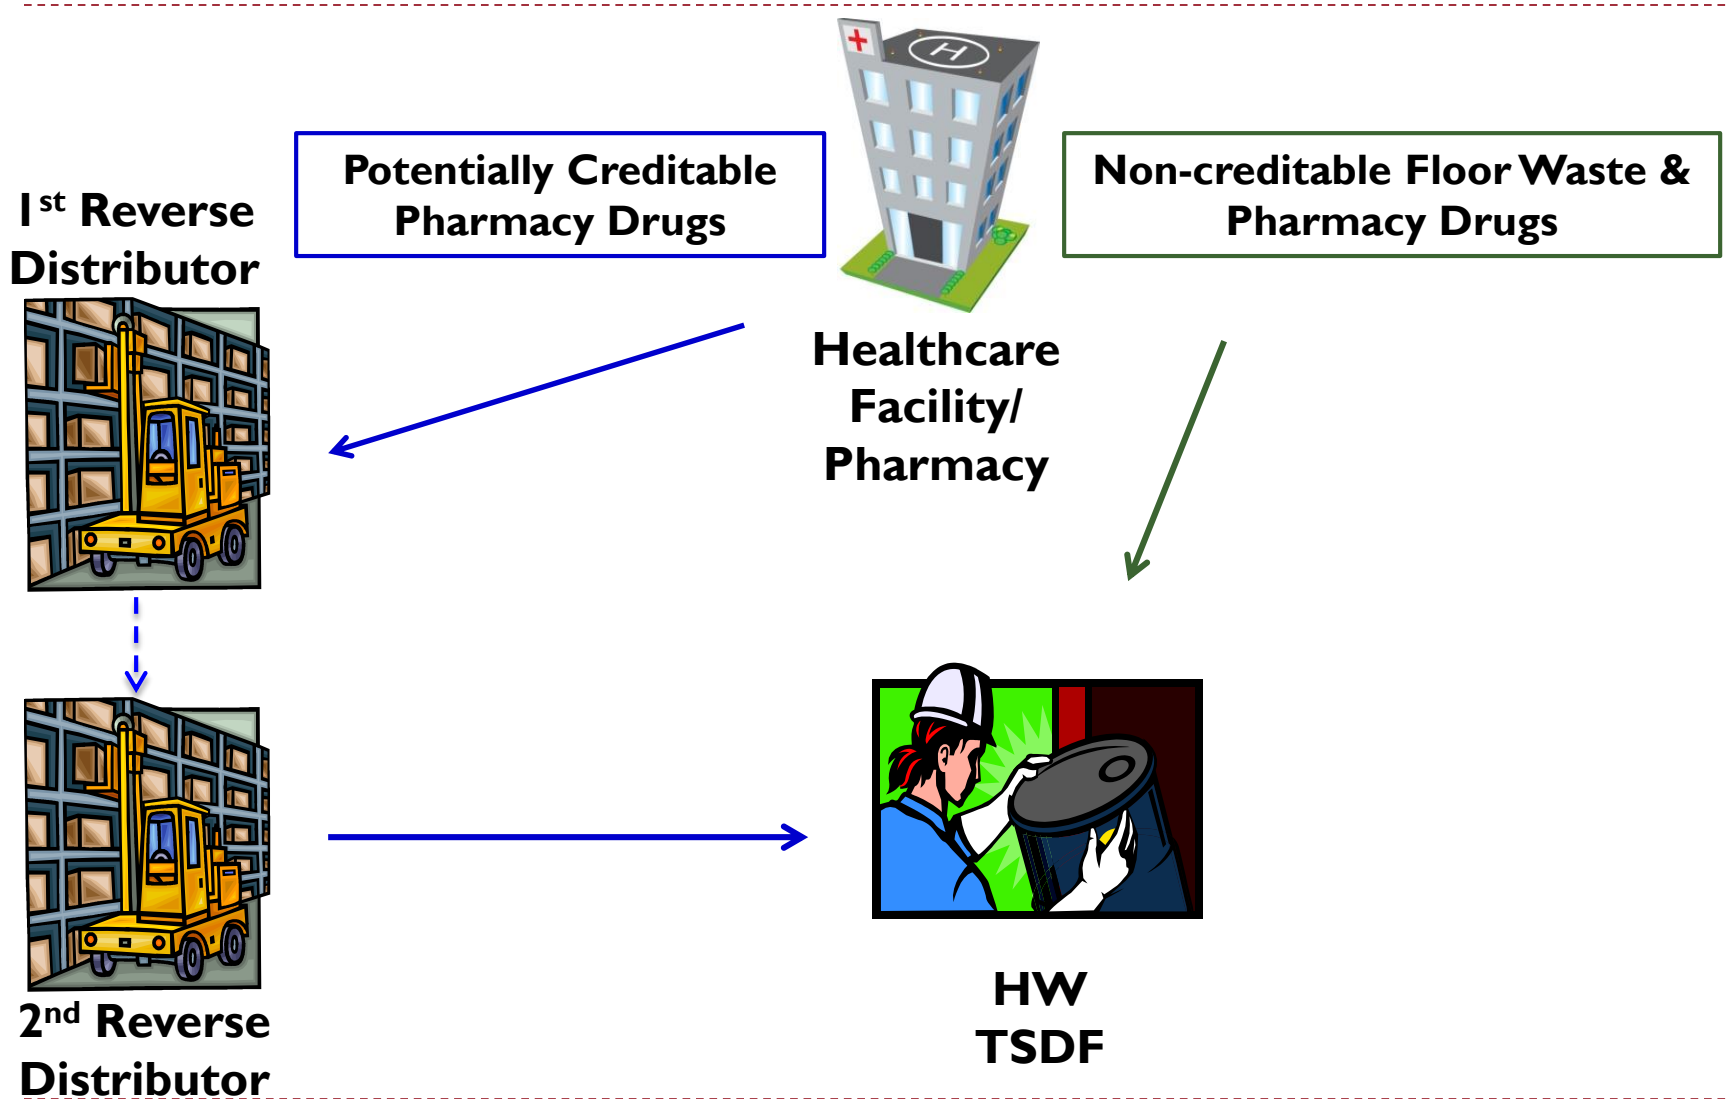 Potentially Creditable
Pharmacy Drugs
H
Non-creditable Floor Waste &
Pharmacy Drugs
1st Reverse
Distributor
Healthcare
Facility/
Pharmacy
2nd Reverse
Distributor
HW
TSDF